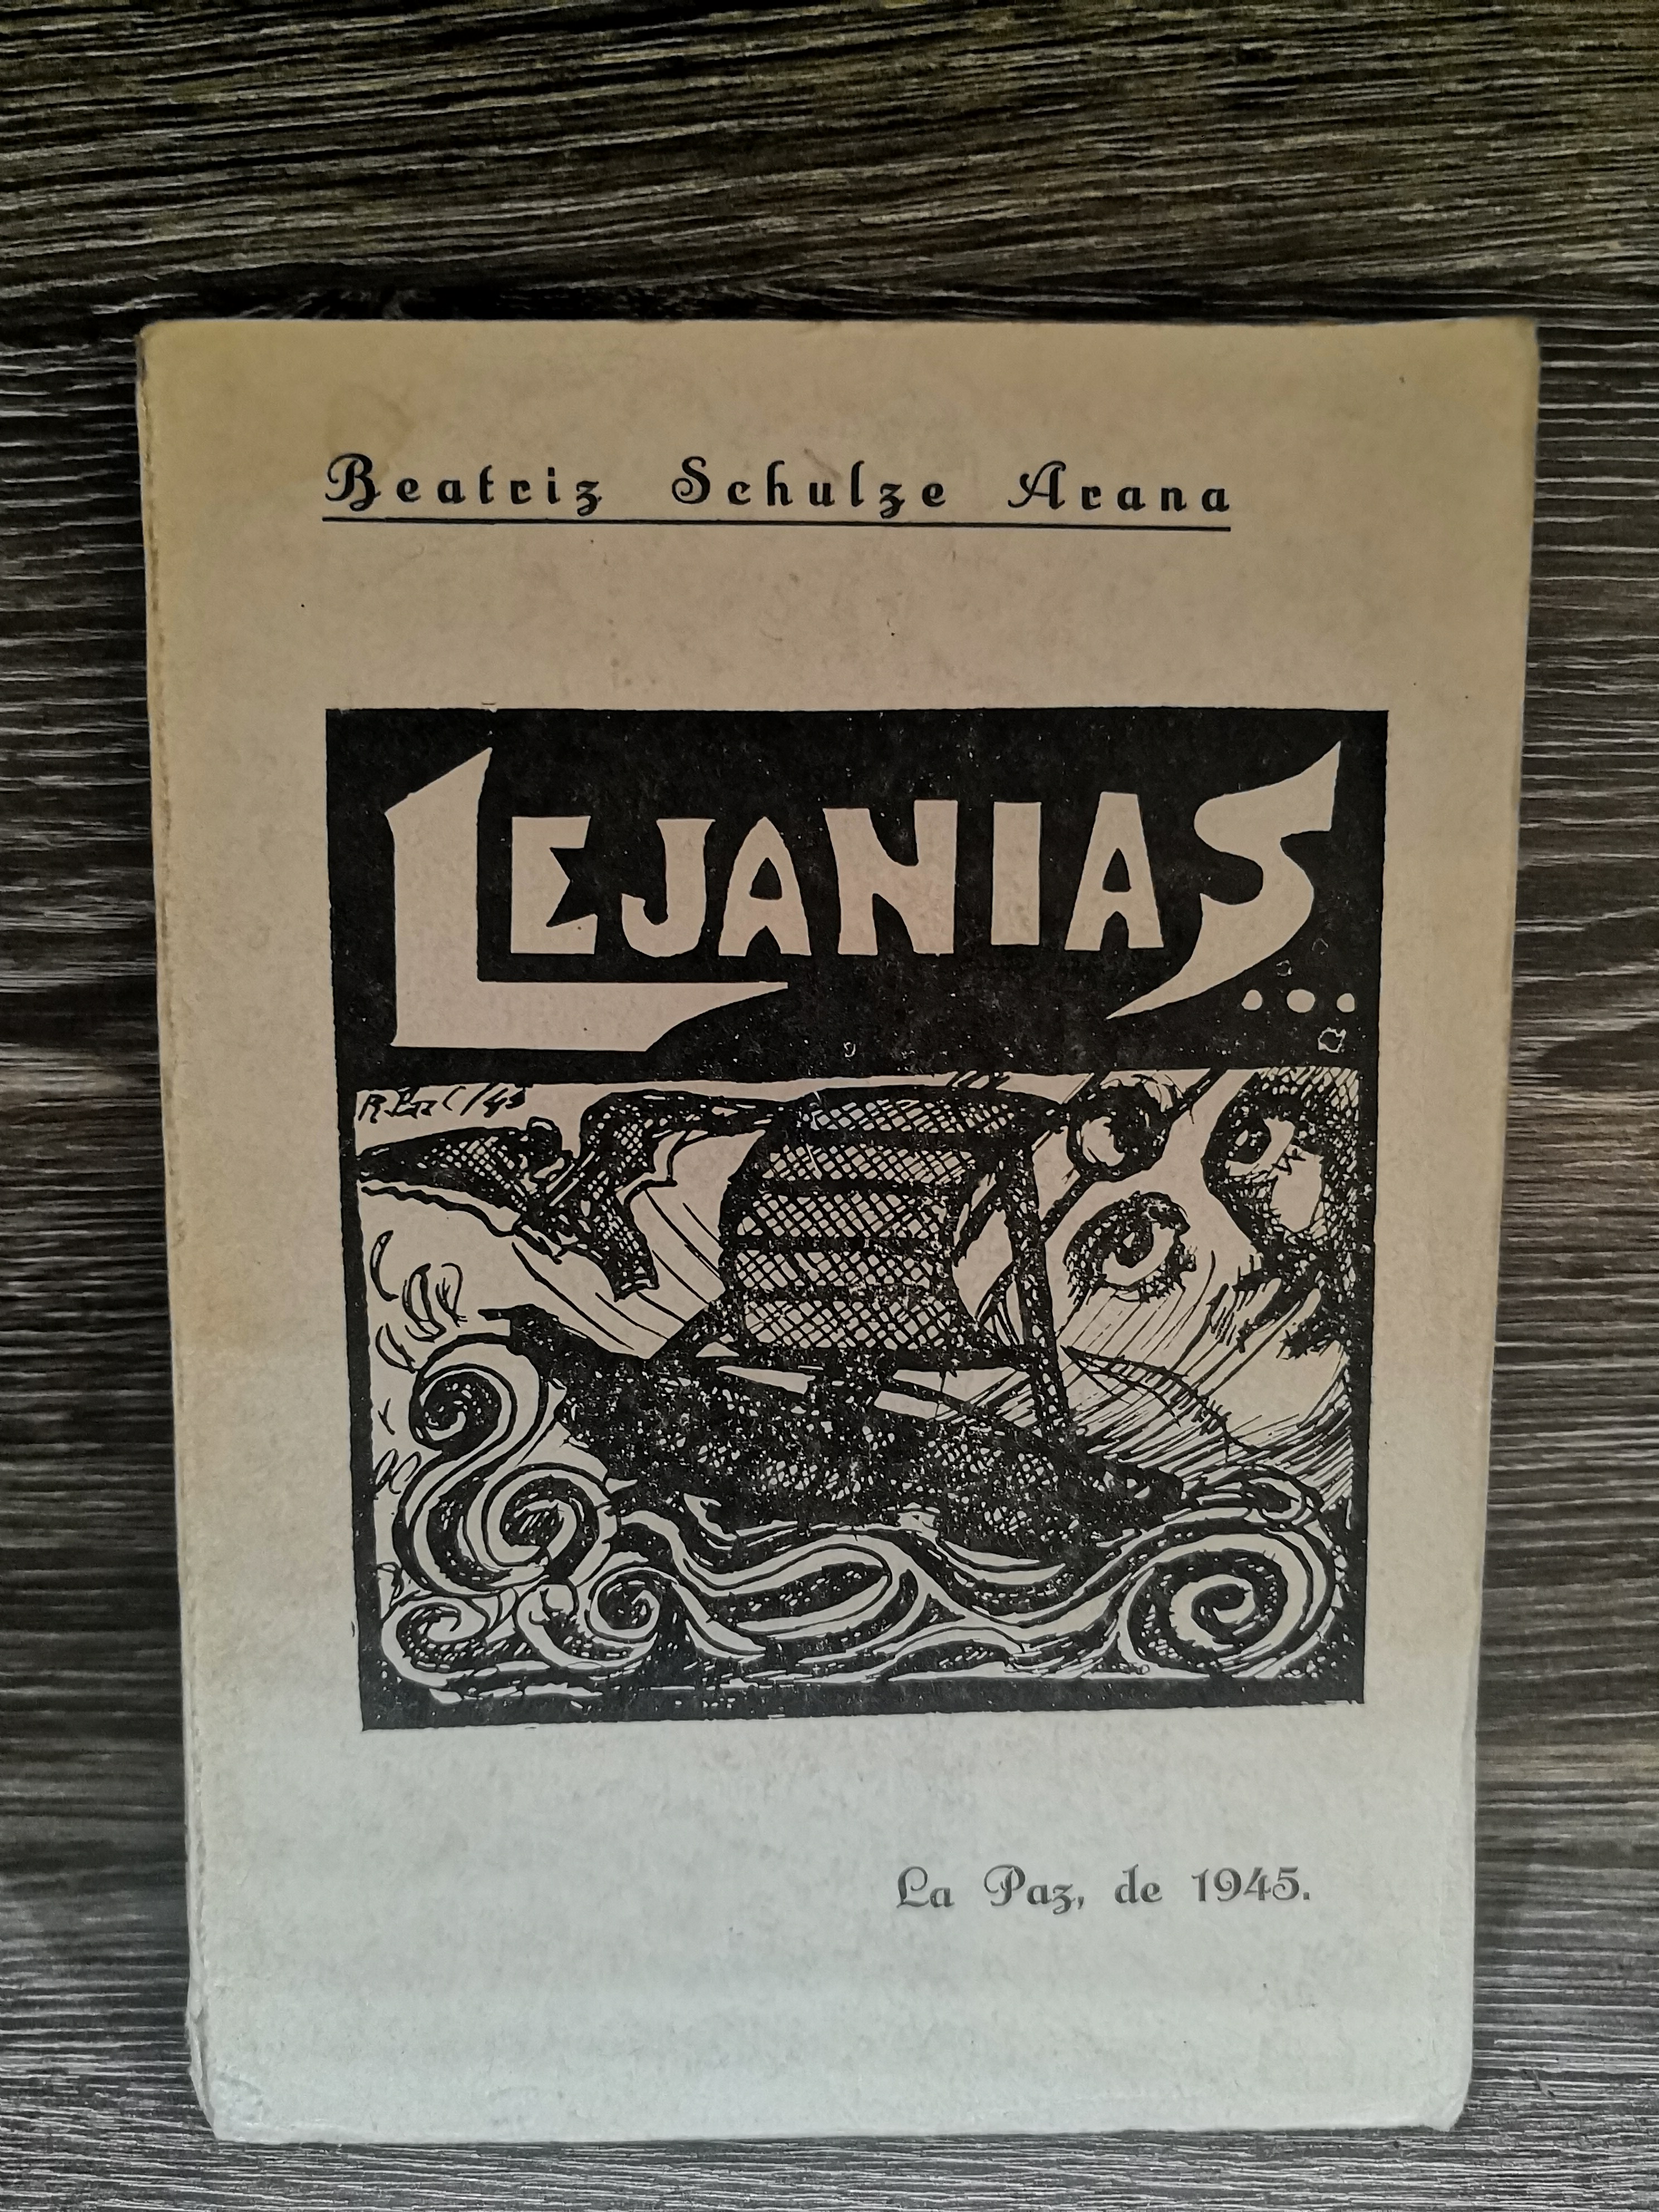 Beatriz Schulze Arana
LEJANIAS...
La Paz, de 1945.